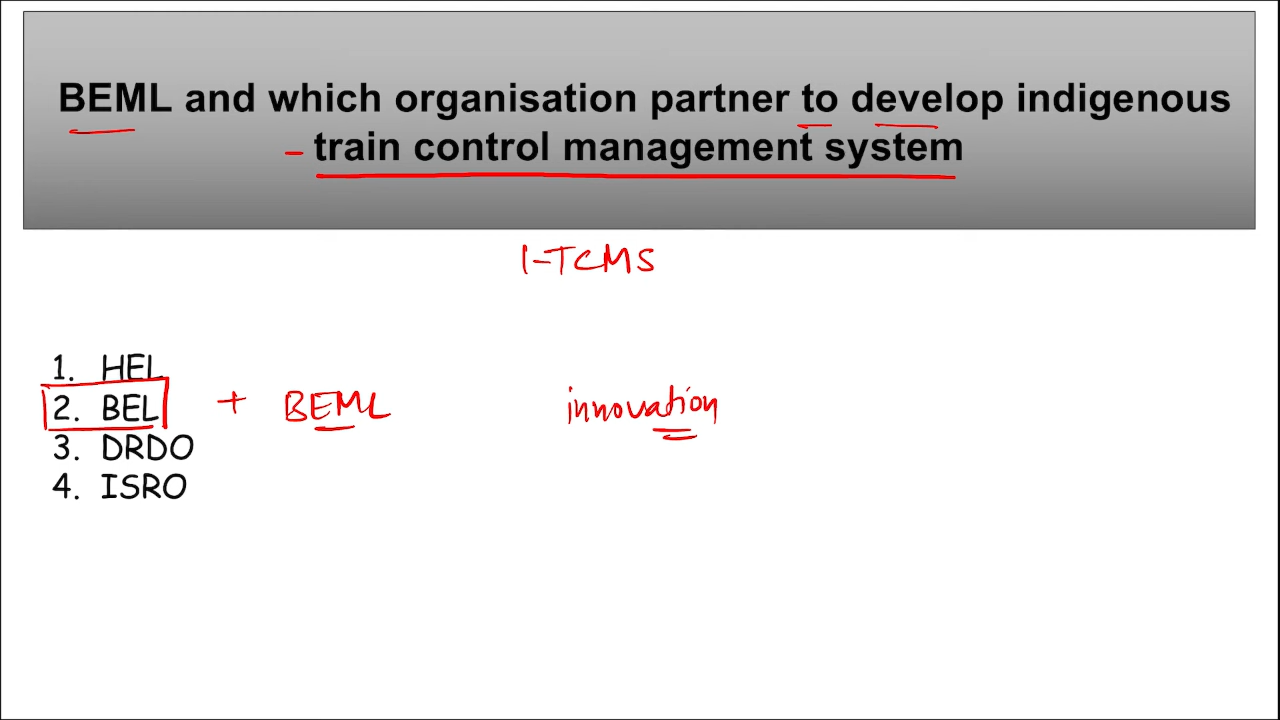 BEML and which organisation partner to develop indigenous
- train control management system
I-TCMS
1. HEL
2. BEL + BEML innovation
3. DRDO
4. ISRO